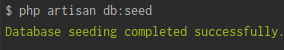 $ php artisan db:seed
Database seeding completed successfully.